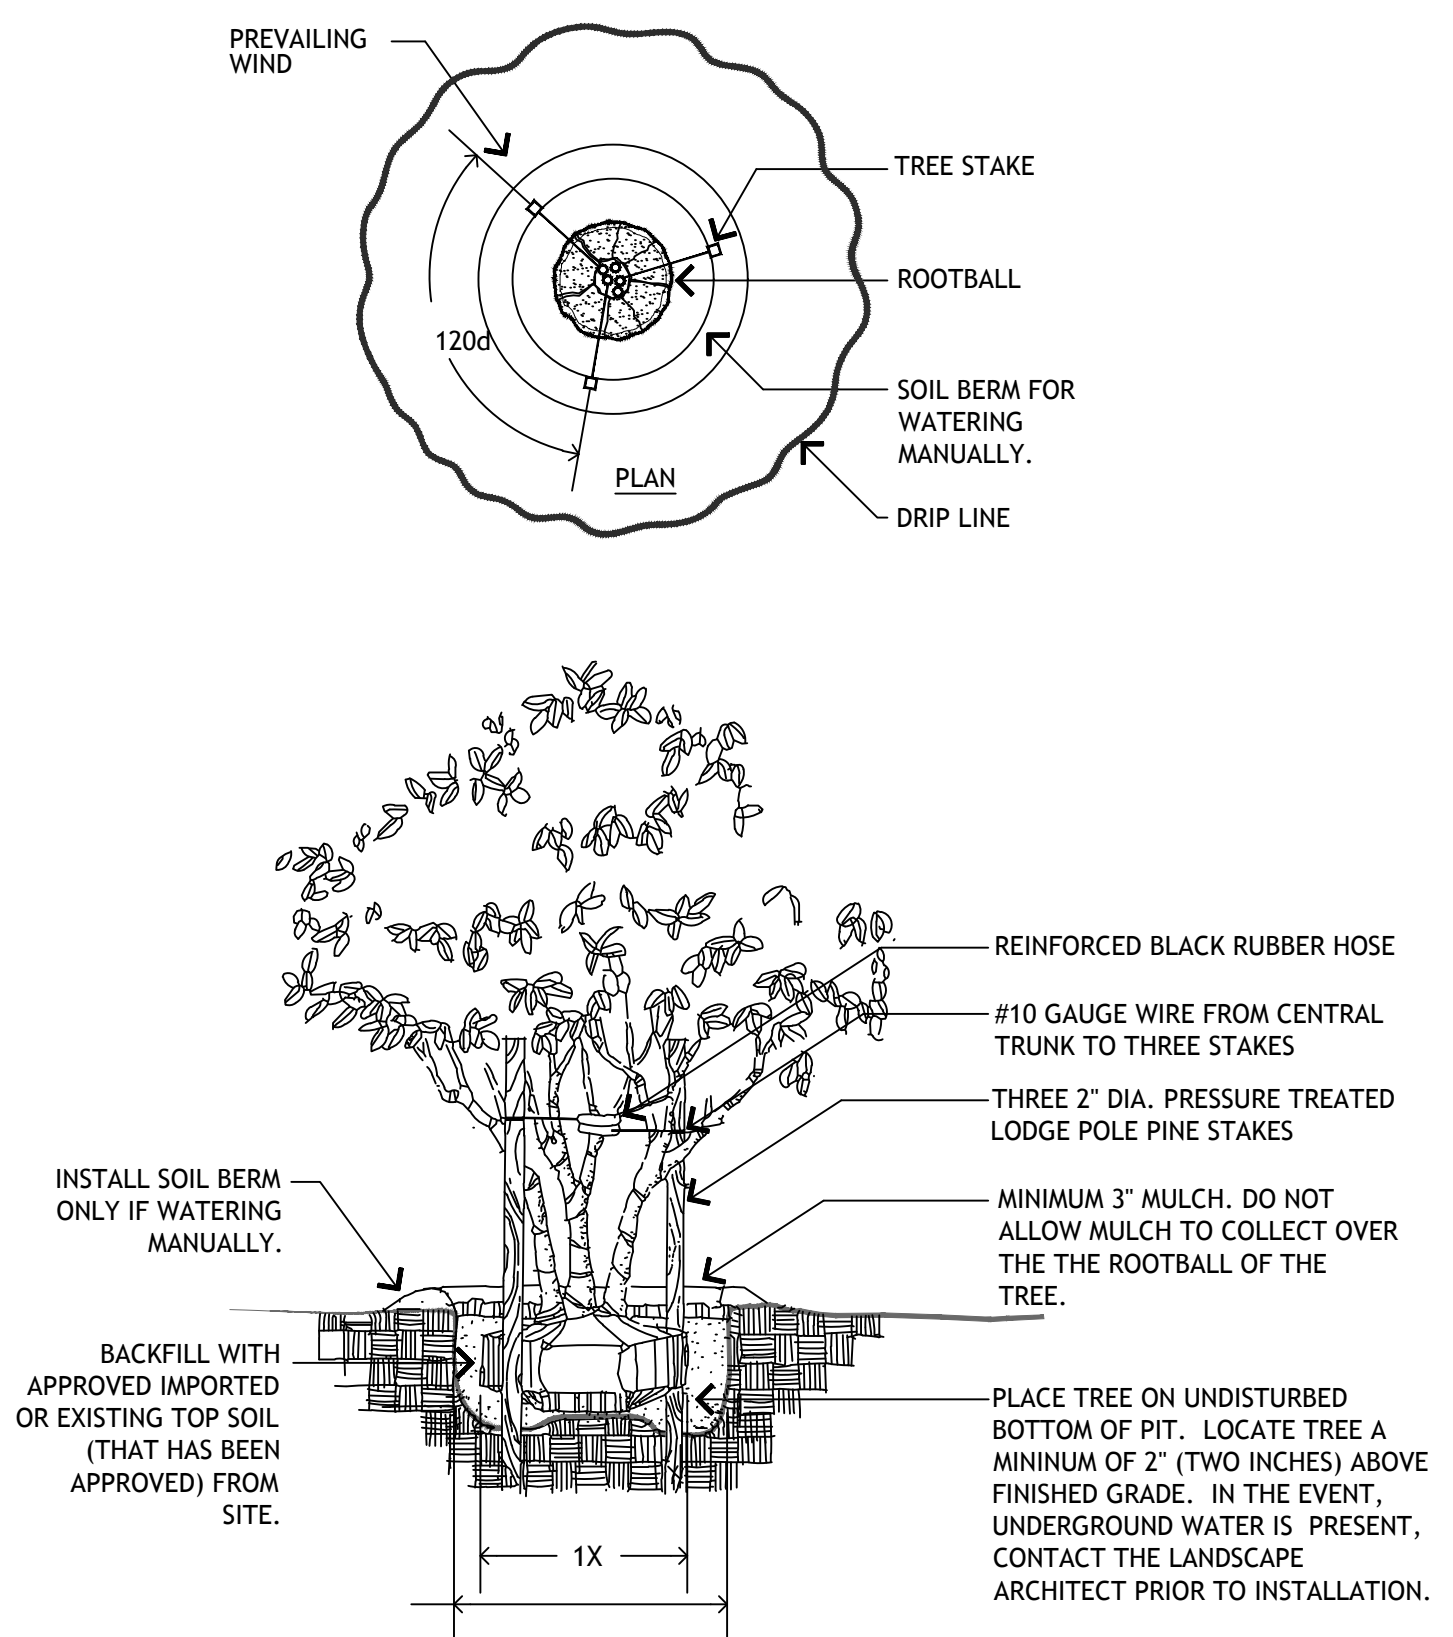 PREVAILING
WIND
TREE STAKE
ROOTBALL
120d
SOIL BERM FOR
WATERING
MANUALLY.
PLAN
DRIP LINE
REINFORCED BLACK RUBBER HOSE
#10 GAUGE WIRE FROM CENTRAL
TRUNK TO THREE STAKES
THREE 2" DIA. PRESSURE TREATED
LODGE POLE PINE STAKES
INSTALL SOIL BERM
ONLY IF WATERING
MANUALLY.
MINIMUM 3" MULCH. DO NOT
ALLOW MULCH TO COLLECT OVER
THE THE ROOTBALL OF THE
TREE.
BACKFILL WITH
APPROVED IMPORTED
OR EXISTING TOP SOIL
(THAT HAS BEEN
APPROVED) FROM
SITE.
PLACE TREE ON UNDISTURBED
BOTTOM OF PIT. LOCATE TREE A
MININUM OF 2" (TWO INCHES) ABOVE
FINISHED GRADE. IN THE EVENT,
UNDERGROUND WATER IS PRESENT,
CONTACT THE LANDSCAPE
ARCHITECT PRIOR TO INSTALLATION.
1X